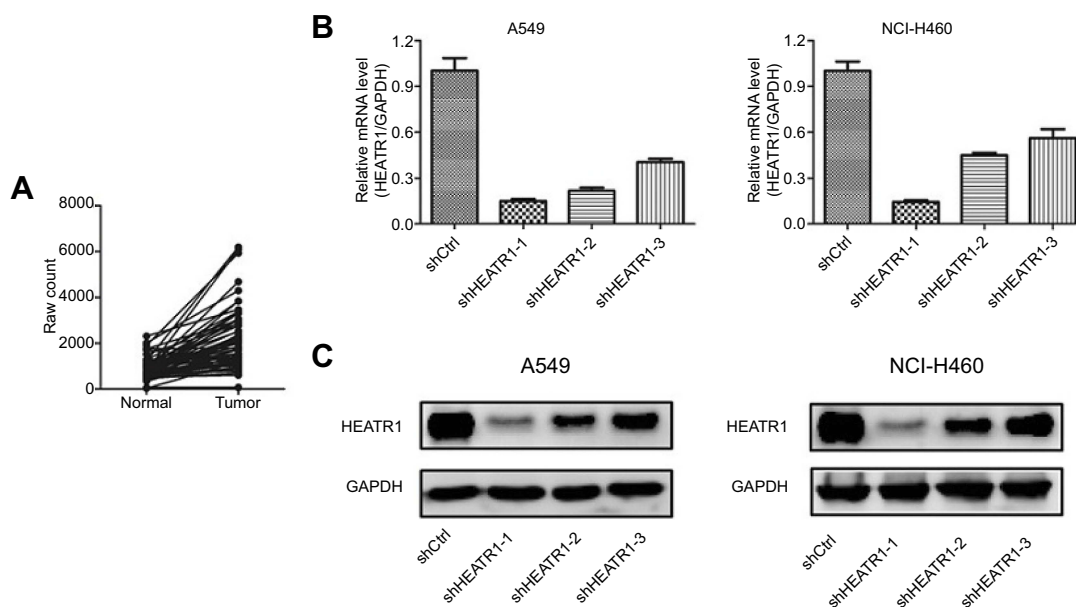 A
Raw count
8000
6000
4000
2000
0
Normal
Tumor
B
A549
Relative mRNA level
(HEATR1/GAPDH)
1.2
0.9
0.6
0.3
0.0
shCtrl
shHEATR1-1
shHEATR1-2
shHEATR1-3
NCI-H460
Relative mRNA level
(HEATR1/GAPDH)
1.2
0.9
0.6
0.3
0.0
shCtrl
shHEATR1-1
shHEATR1-2
shHEATR1-3
C
A549
HEATR1
GAPDH
shCtrl
shHEATR1-1
shHEATR1-2
shHEATR1-3
NCI-H460
HEATR1
GAPDH
shCtrl
shHEATR1-1
shHEATR1-2
shHEATR1-3